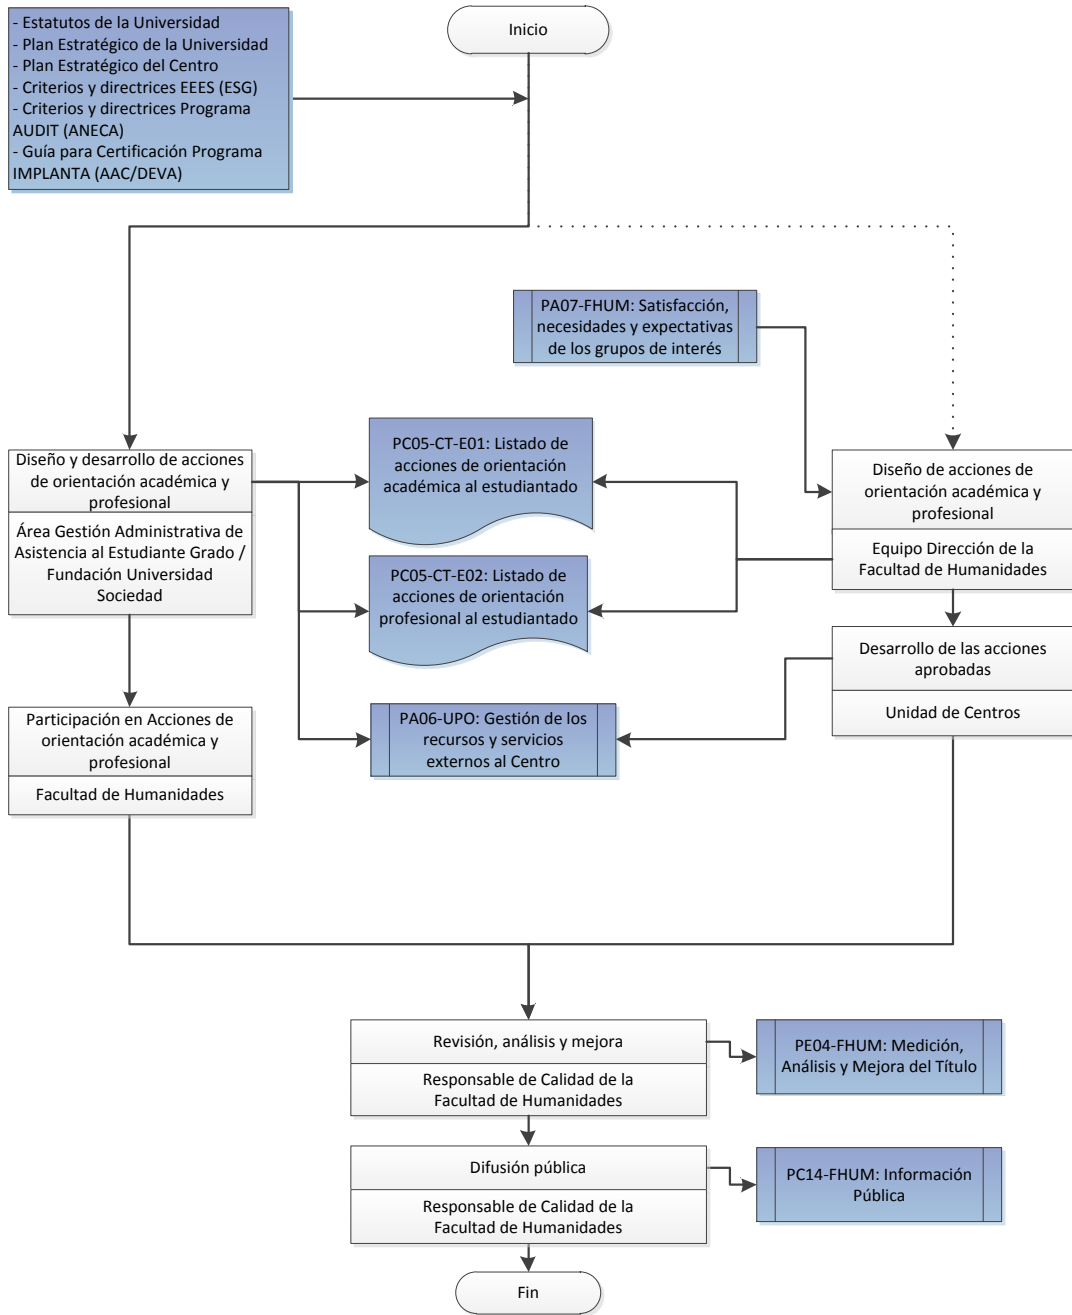 - Estatutos de la Universidad
- Plan Estratégico de la Universidad
- Plan Estratégico del Centro
- Criterios y directrices EEES (ESG)
- Criterios y directrices Programa
AUDIT (ANECA)
- Guía para Certificación Programa
IMPLANTA (AAC/DEVA)
Inicio
PA07-FHUM: Satisfacción,
necesidades y expectativas
de los grupos de interés
Diseño y desarrollo de acciones
de orientación académica y
profesional
Área Gestión Administrativa de
Asistencia al Estudiante Grado /
Fundación Universidad
Sociedad
PC05-CT-E01: Listado de
acciones de orientación
académica al estudiantado
Diseño de acciones de
orientación académica y
profesional
Equipo Dirección de la
Facultad de Humanidades
PC05-CT-E02: Listado de
acciones de orientación
profesional al estudiantado
Desarrollo de las acciones
aprobadas
Unidad de Centros
Participación en Acciones de
orientación académica y
profesional
Facultad de Humanidades
PA06-UPO: Gestión de los
recursos y servicios
externos al Centro
Revisión, análisis y mejora
Responsable de Calidad de la
Facultad de Humanidades
PE04-FHUM: Medición,
Análisis y Mejora del Título
Difusión pública
Responsable de Calidad de la
Facultad de Humanidades
PC14-FHUM: Información
Pública
Fin